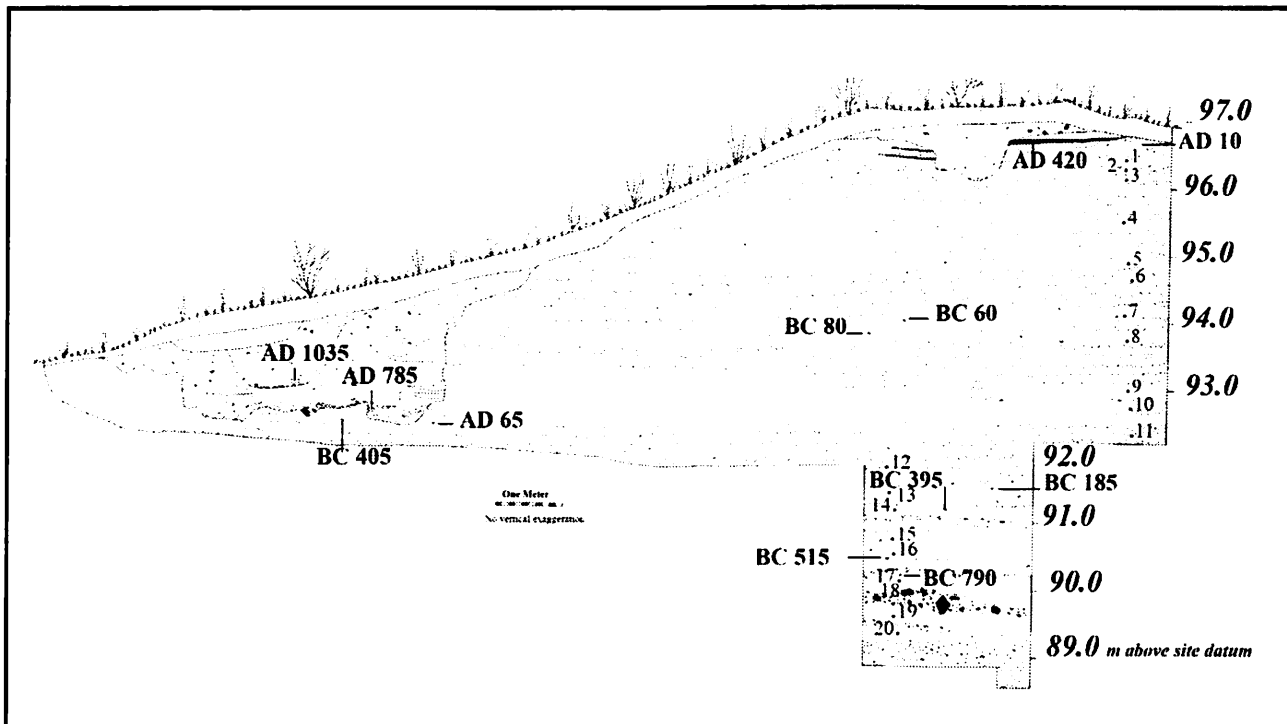 97.0
AD 10
AD 420
1
2
3
96.0
4
95.0
5
6
BC 80
BC 60
7
94.0
8
AD 1035
AD 785
9
93.0
10
AD 65
11
BC 405
12
92.0
BC 395
BC 185
One Meter
13
No vertical exaggeration
14
91.0
15
BC 515
16
17
BC 790
90.0
18
19
20
89.0 m above site datum